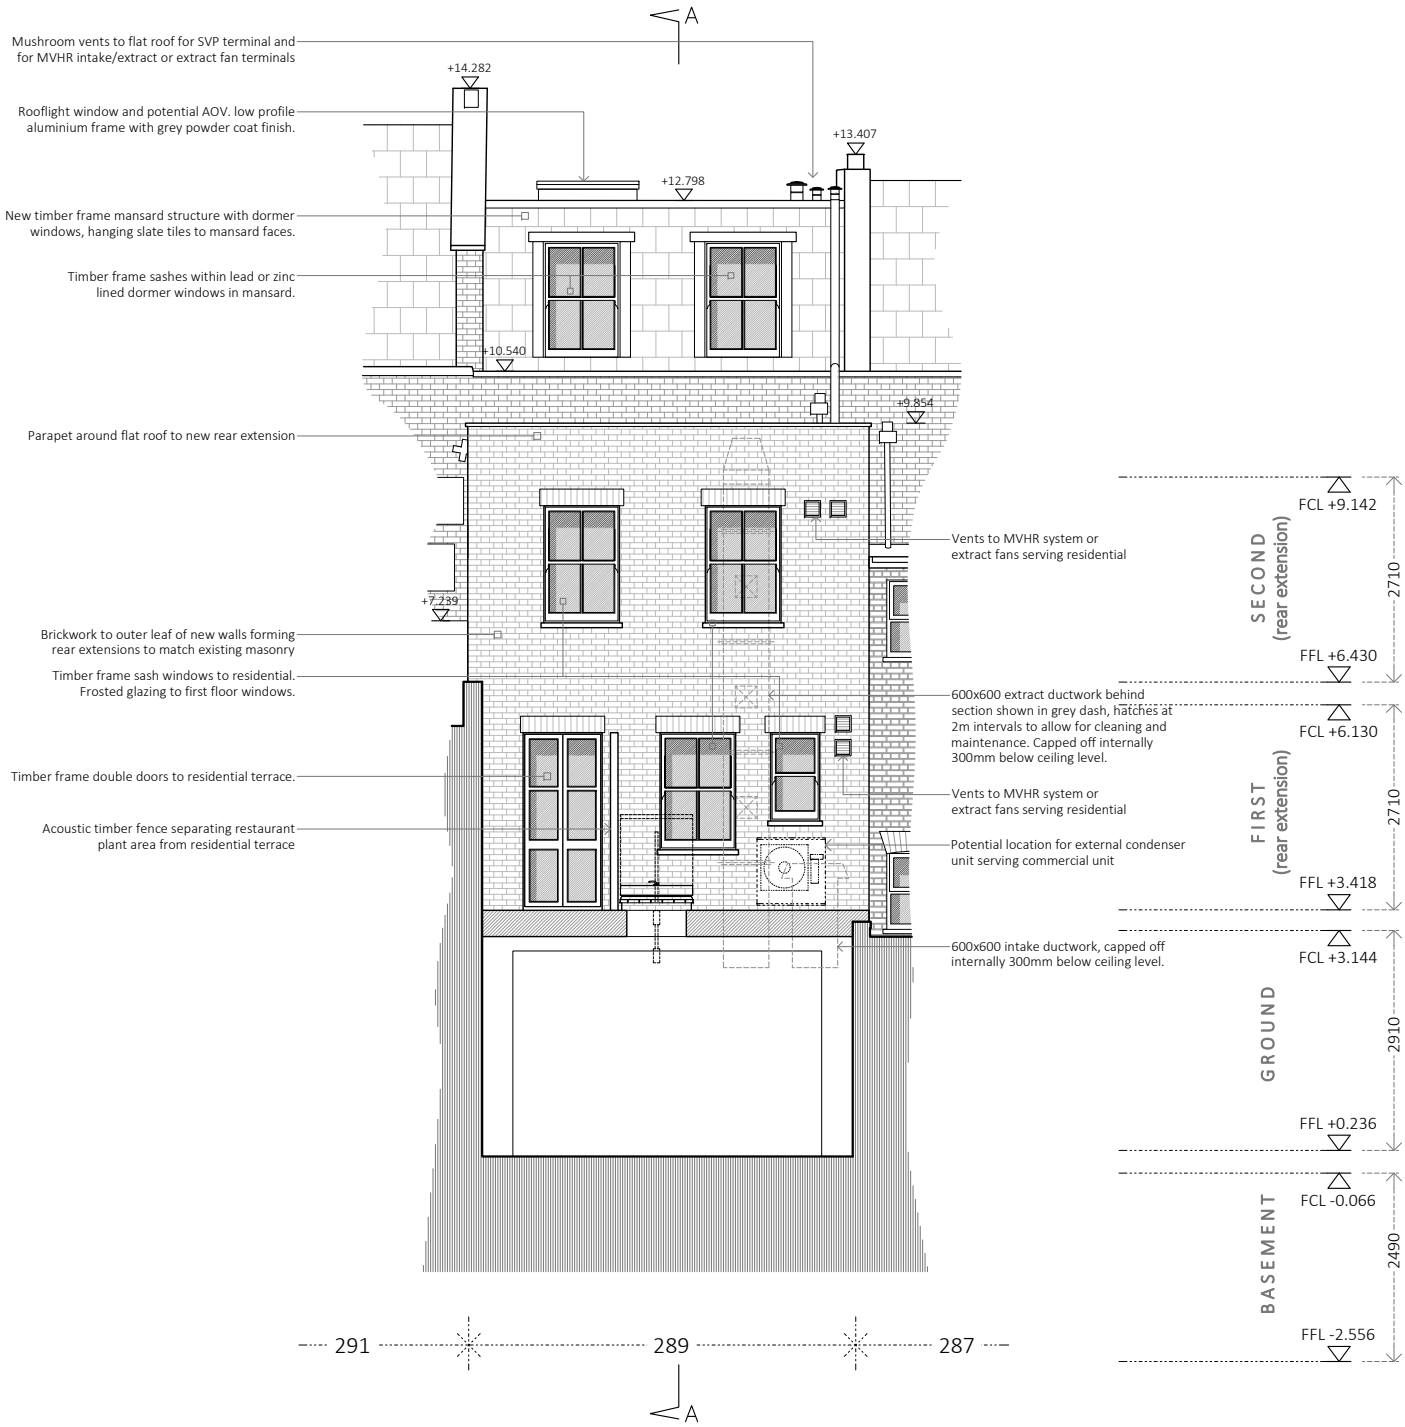 A
Mushroom vents to flat roof for SVP terminal and
for MVHR intake/extract or extract fan terminals
+14.282
Rooflight window and potential AOV. low profile
aluminium frame with grey powder coat finish.
+13.407
+12.798
New timber frame mansard structure with dormer
windows, hanging slate tiles to mansard faces.
Timber frame sashes within lead or zinc
lined dormer windows in mansard.
+10.540
+9.854
Parapet around flat roof to new rear extension
Vents to MVHR system or
extract fans serving residential
+7.239
Brickwork to outer leaf of new walls forming
rear extensions to match existing masonry
Timber frame sash windows to residential.
Frosted glazing to first floor windows.
600x600 extract ductwork behind
section shown in grey dash, hatches at
2m intervals to allow for cleaning and
maintenance. Capped off internally
300mm below ceiling level.
Timber frame double doors to residential terrace.
Vents to MVHR system or
extract fans serving residential
Acoustic timber fence separating restaurant
plant area from residential terrace
Potential location for external condenser
unit serving commercial unit
600x600 intake ductwork, capped off
internally 300mm below ceiling level.
FCL +9.142
SECOND
(rear extension)
2710
FFL +6.430
FCL +6.130
FIRST
(rear extension)
2710
FFL +3.418
FCL +3.144
GROUND
2910
FFL +0.236
FCL -0.066
BASEMENT
2490
FFL -2.556
291
289
287
A